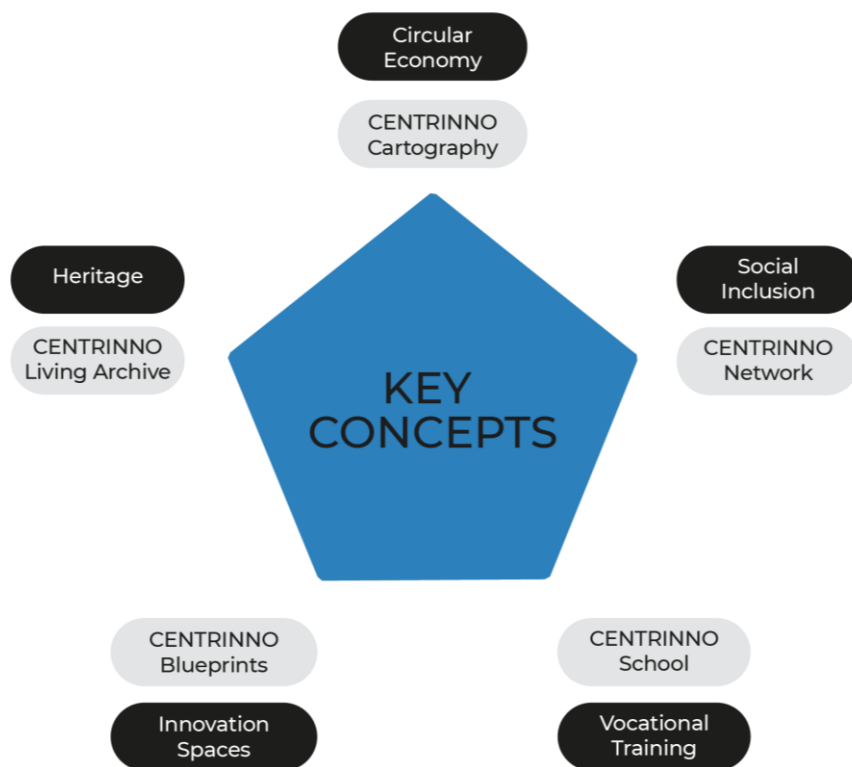 Circular
Economy
CENTRINNO
Cartography
Heritage
CENTRINNO
Living Archive
Social
Inclusion
CENTRINNO
Network
KEY
CONCEPTS
CENTRINNO
Blueprints
Innovation
Spaces
CENTRINNO
School
Vocational
Training